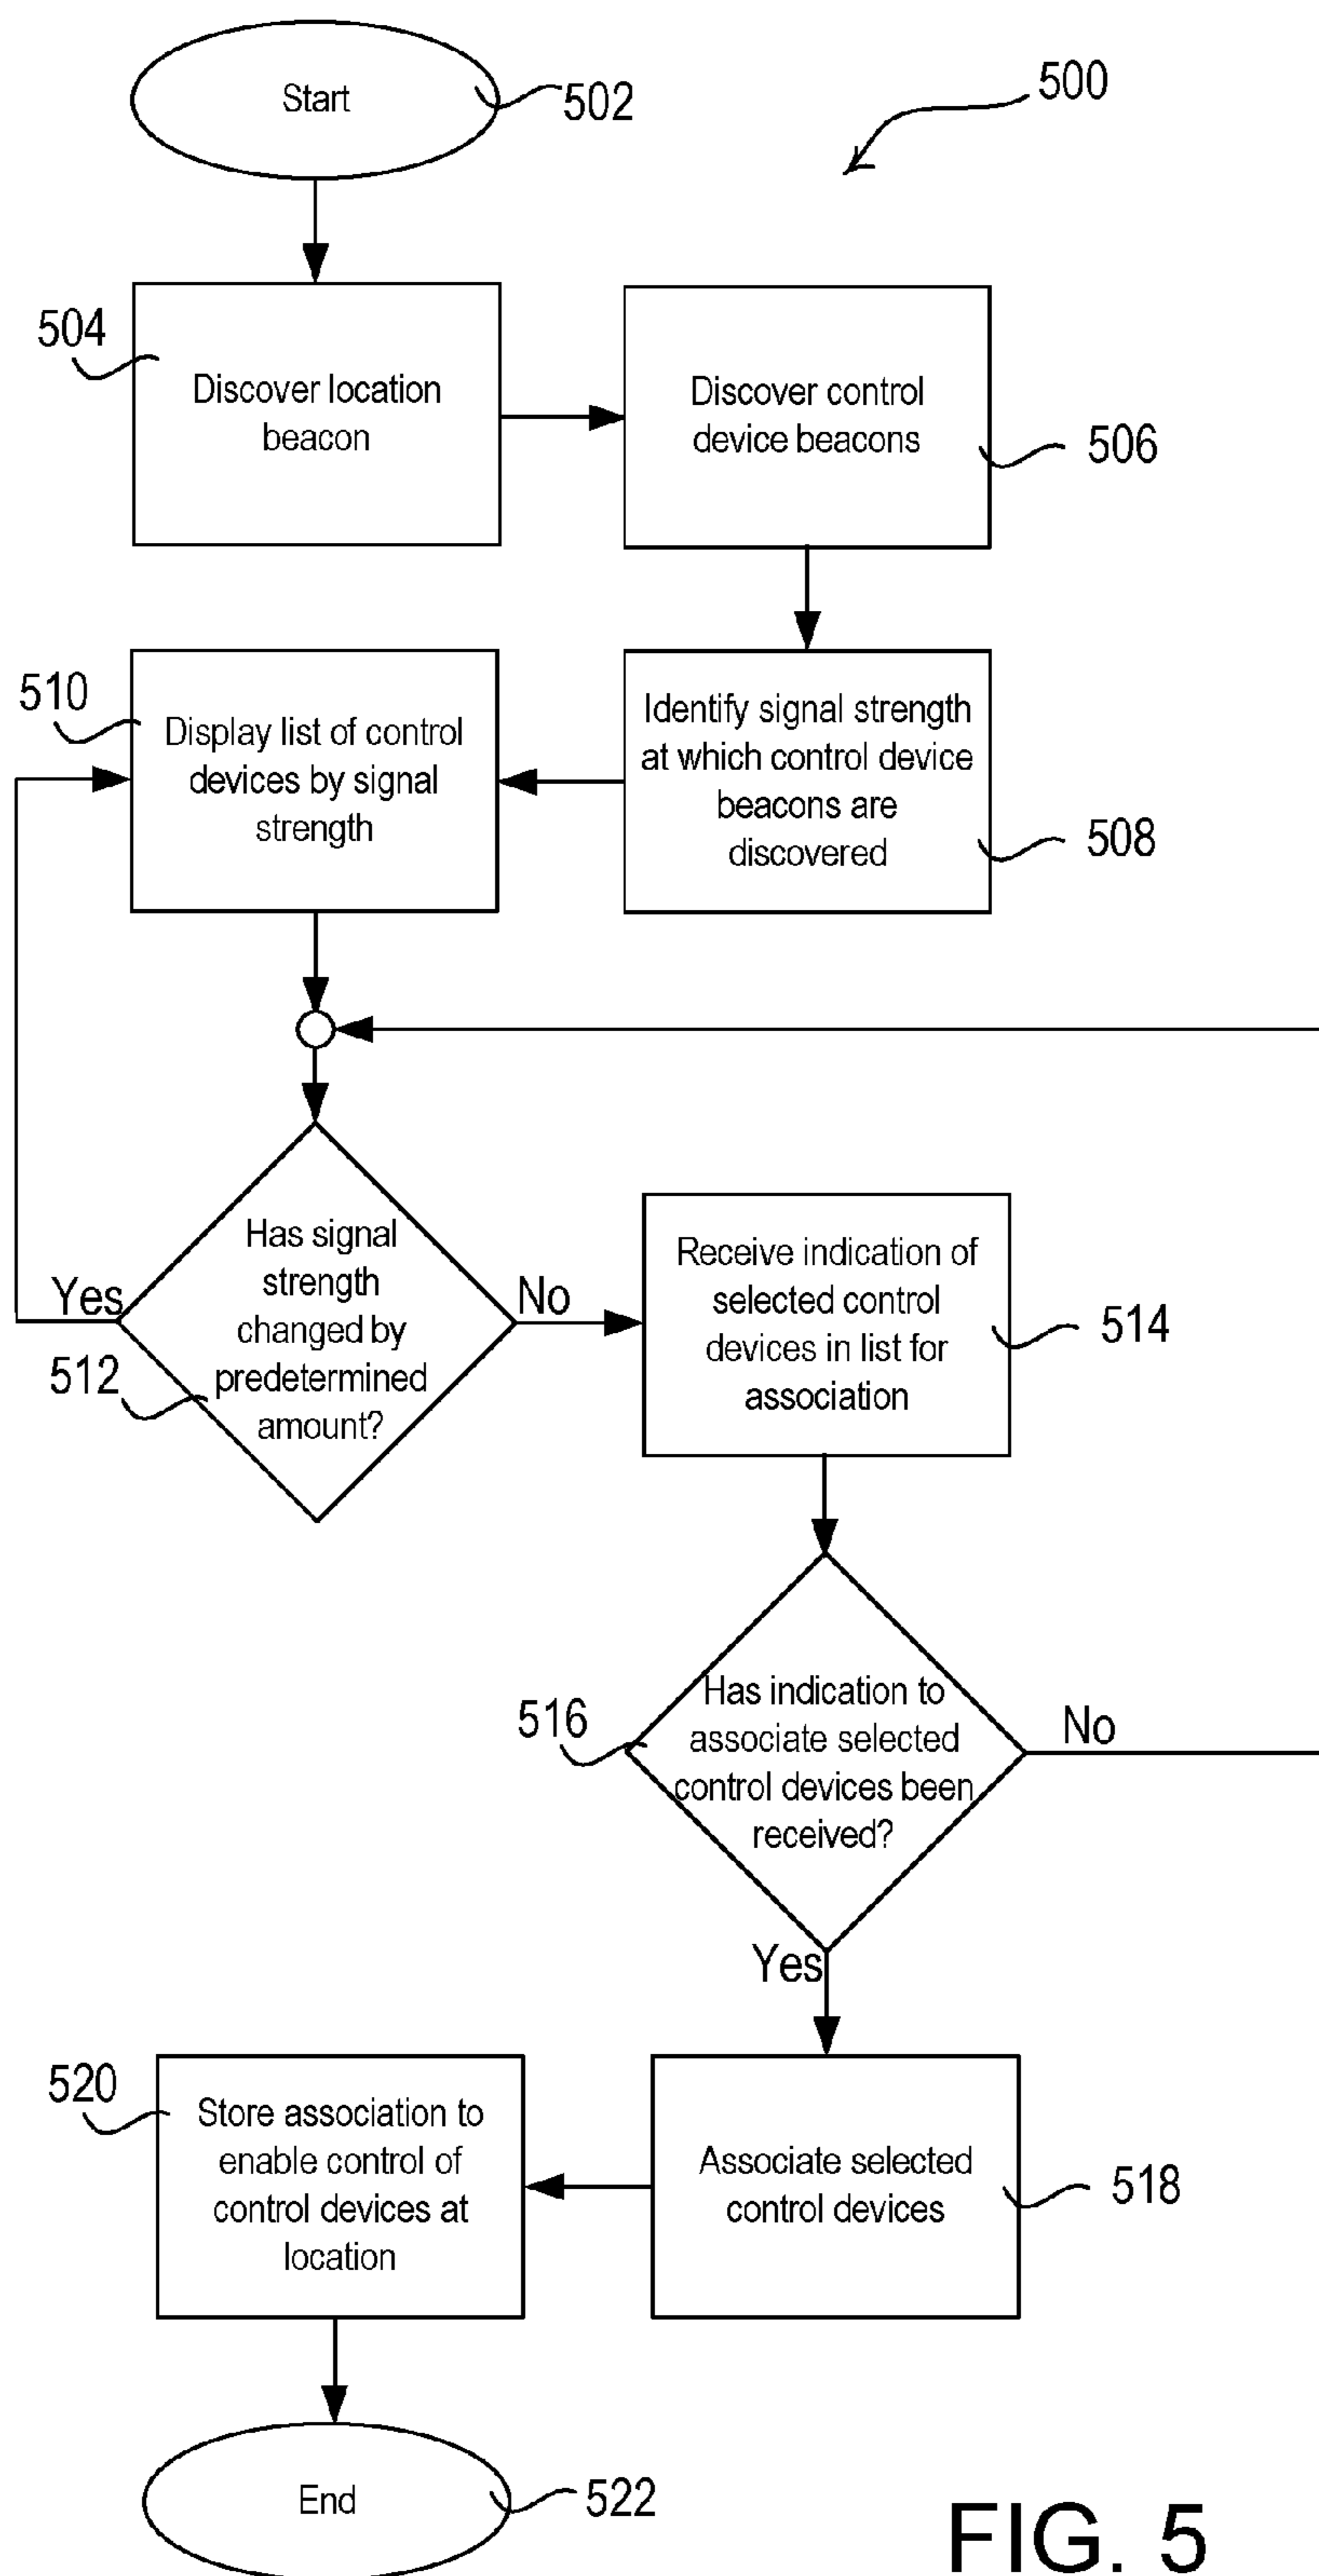 Start
502
500
504
Discover location
beacon
Discover control
device beacons
506
510
Display list of control
devices by signal
strength
Identify signal strength
at which control device
beacons are
discovered
508
Has signal
strength
changed by
predetermined
amount?
Yes
No
512
Receive indication of
selected control
devices in list for
association
514
516
Has indication to
associate selected
control devices been
received?
No
Yes
520
Store association to
enable control of
control devices at
location
Associate selected
control devices
518
End
522
FIG. 5